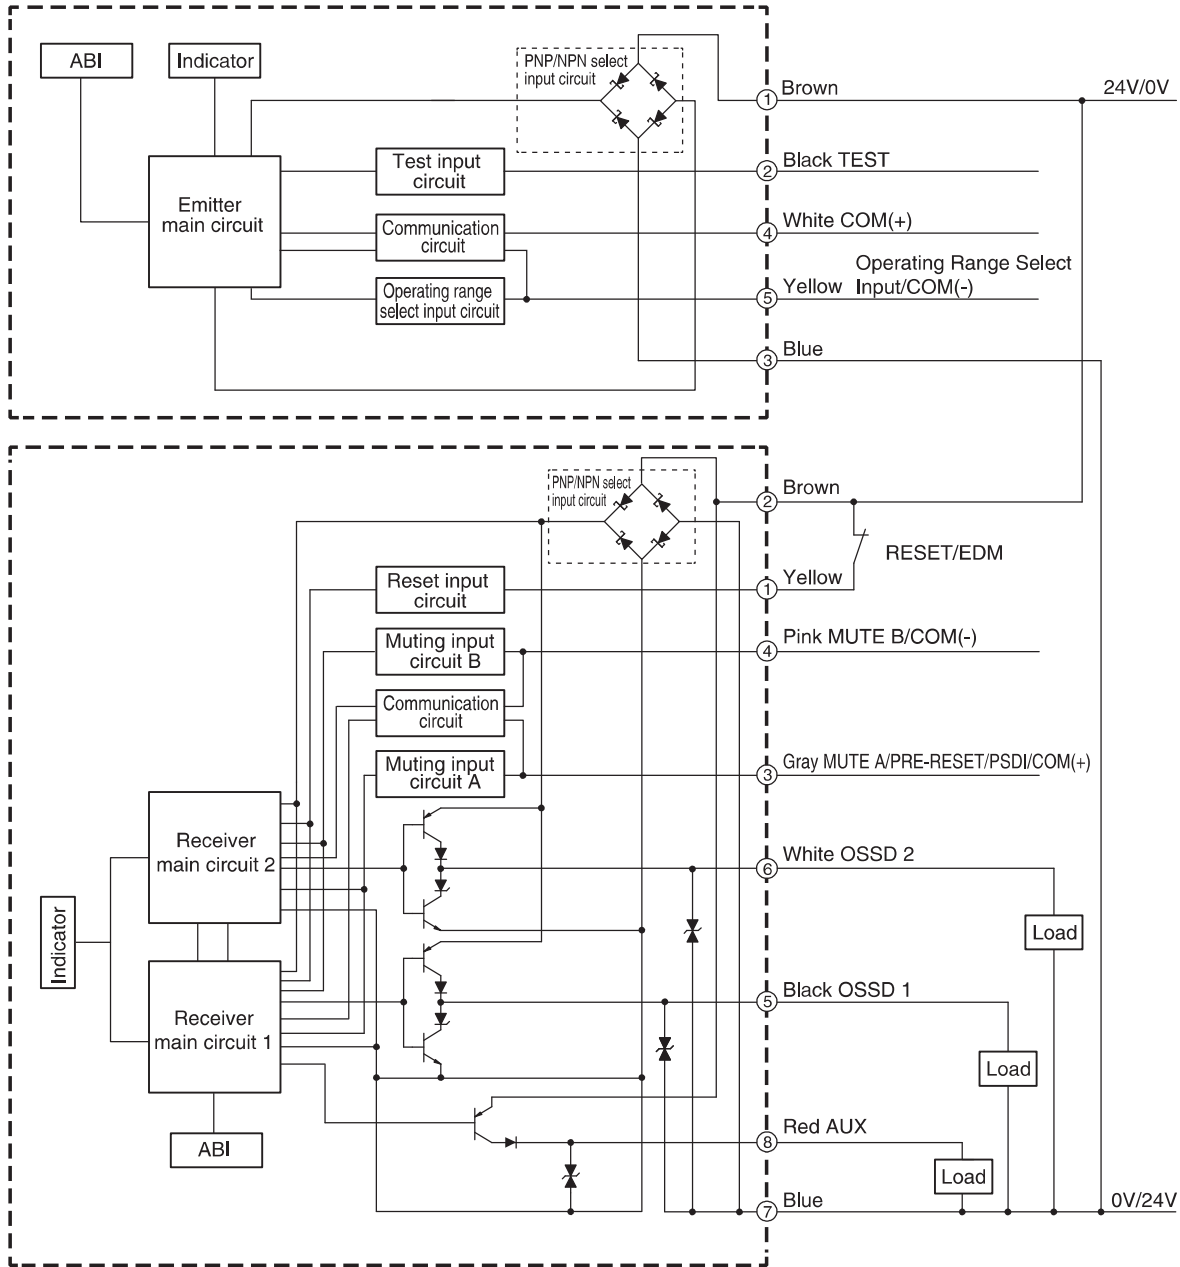 ABI
Indicator
PNP/NPN select
input circuit
1
Brown
24V/0V
Test input
circuit
2
Black TEST
Emitter
main circuit
Communication
circuit
4
White COM(+)
Operating range
select input circuit
5
Yellow
Operating Range Select
Input/COM(-)
3
Blue
PNP/NPN select
input circuit
2
Brown
RESET/EDM
Reset input
circuit
1
Yellow
Muting input
circuit B
4
Pink MUTE B/COM(-)
Communication
circuit
Muting input
circuit A
3
Gray MUTE A/PRE-RESET/PSDI/COM(+)
Receiver
main circuit 2
6
White OSSD 2
Load
Indicator
Receiver
main circuit 1
5
Black OSSD 1
Load
ABI
8
Red AUX
Load
7
Blue
0V/24V